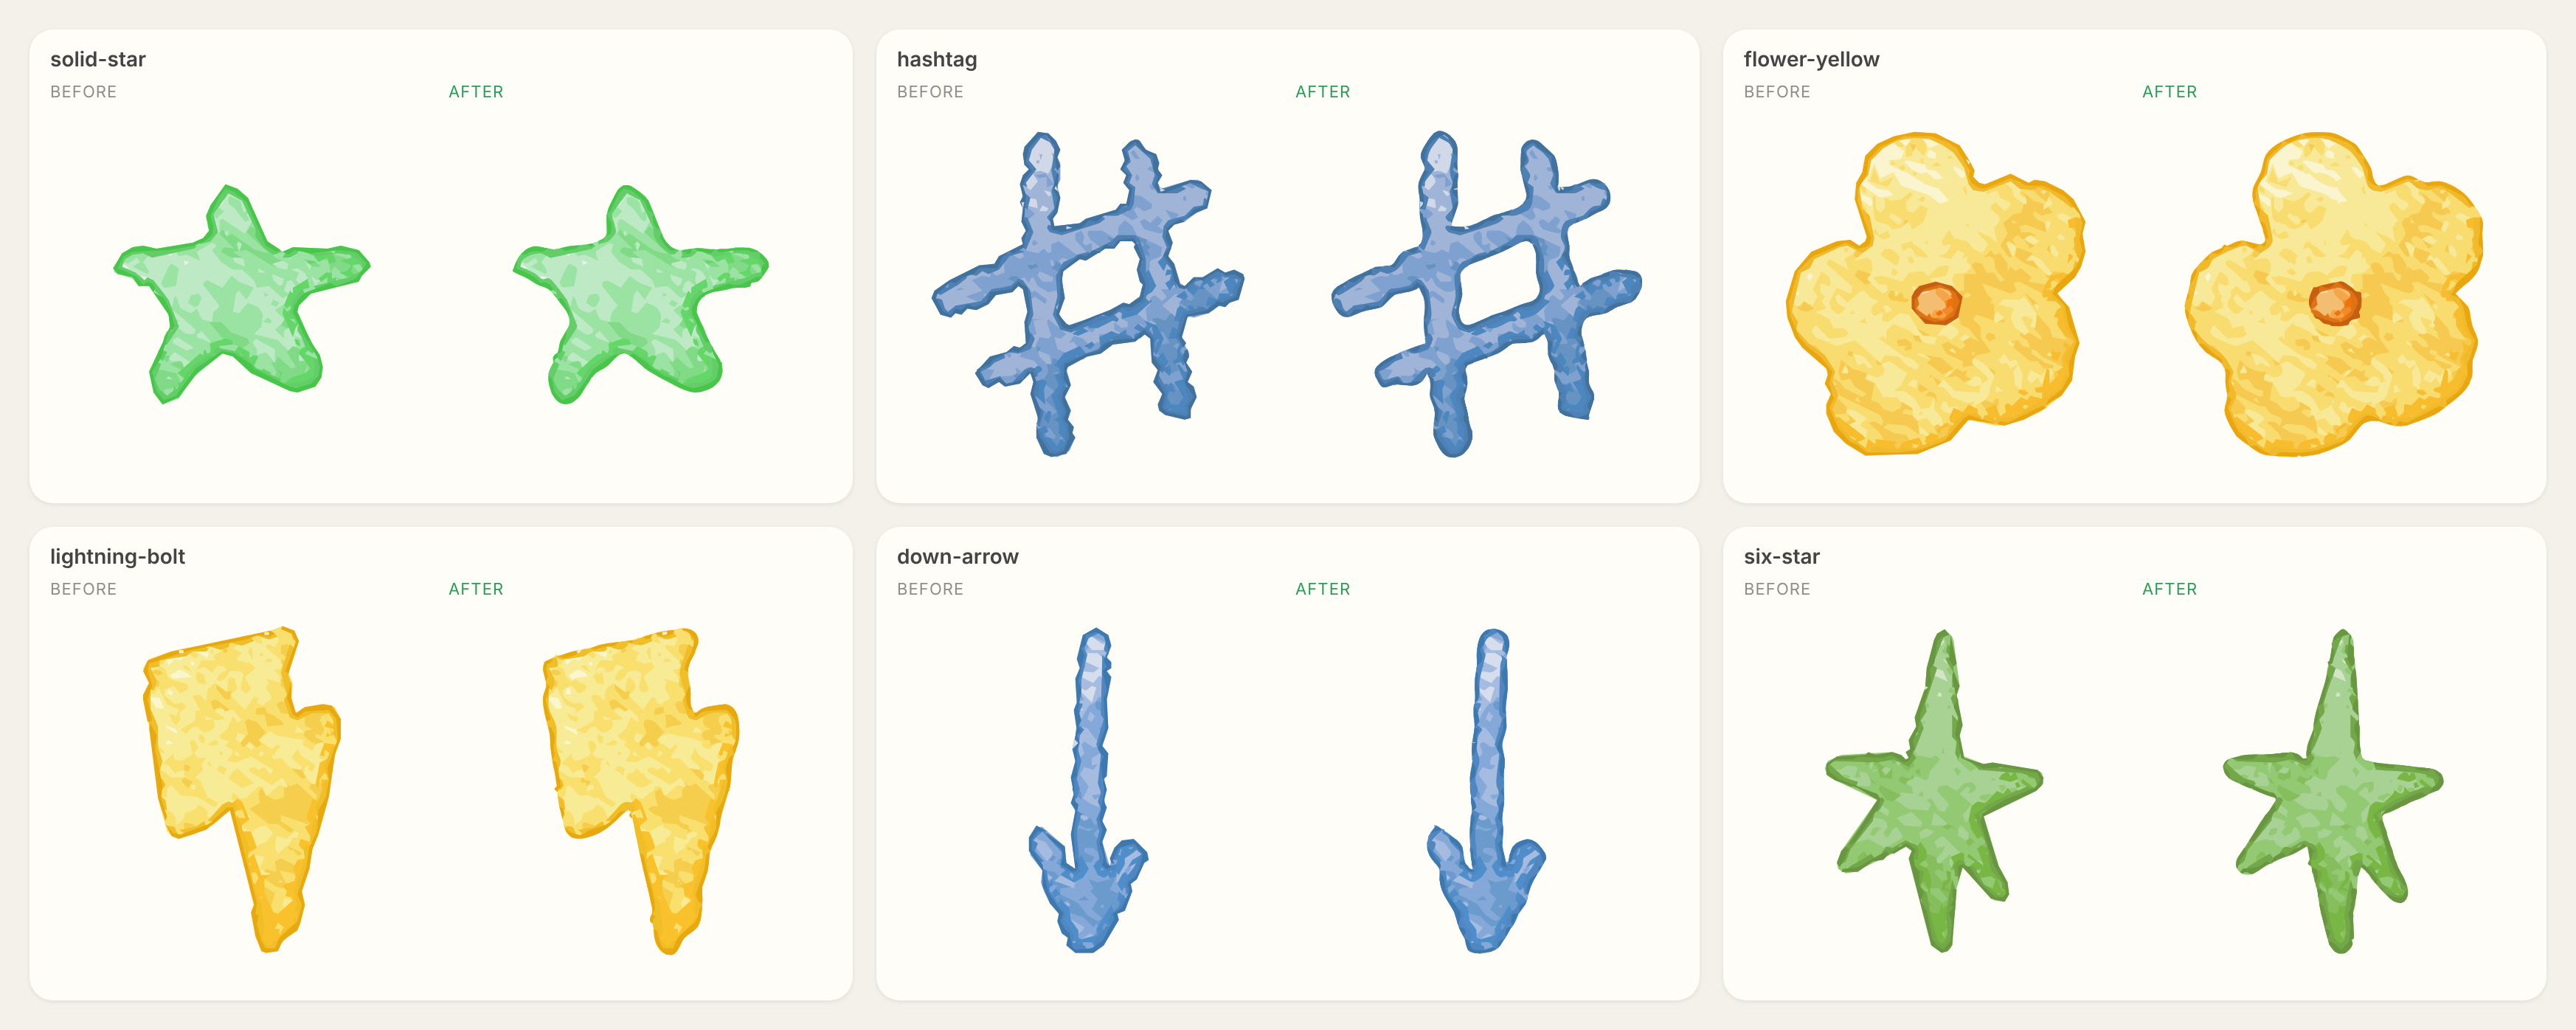 solid-star
BEFORE AFTER
hashtag
BEFORE AFTER
flower-yellow
BEFORE AFTER
lightning-bolt
BEFORE AFTER
down-arrow
BEFORE AFTER
six-star
BEFORE AFTER